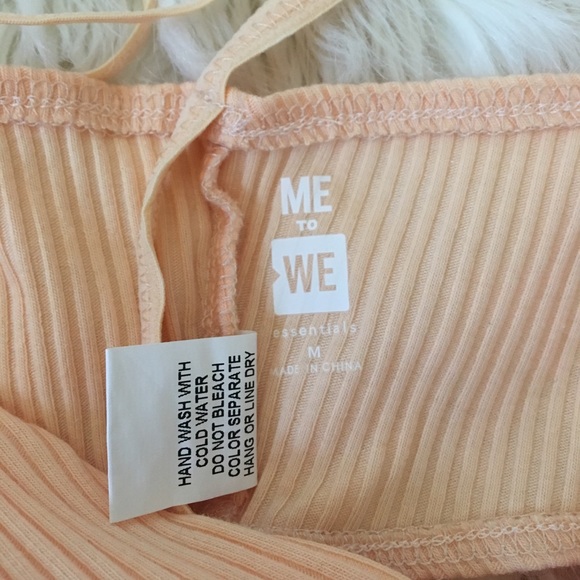 ME
TO
WE
essentials
M
MADE IN CHINA
HAND WASH WITH
COLD WATER
DO NOT BLEACH
COLOR SEPARATE
HANG OR LINE DRY